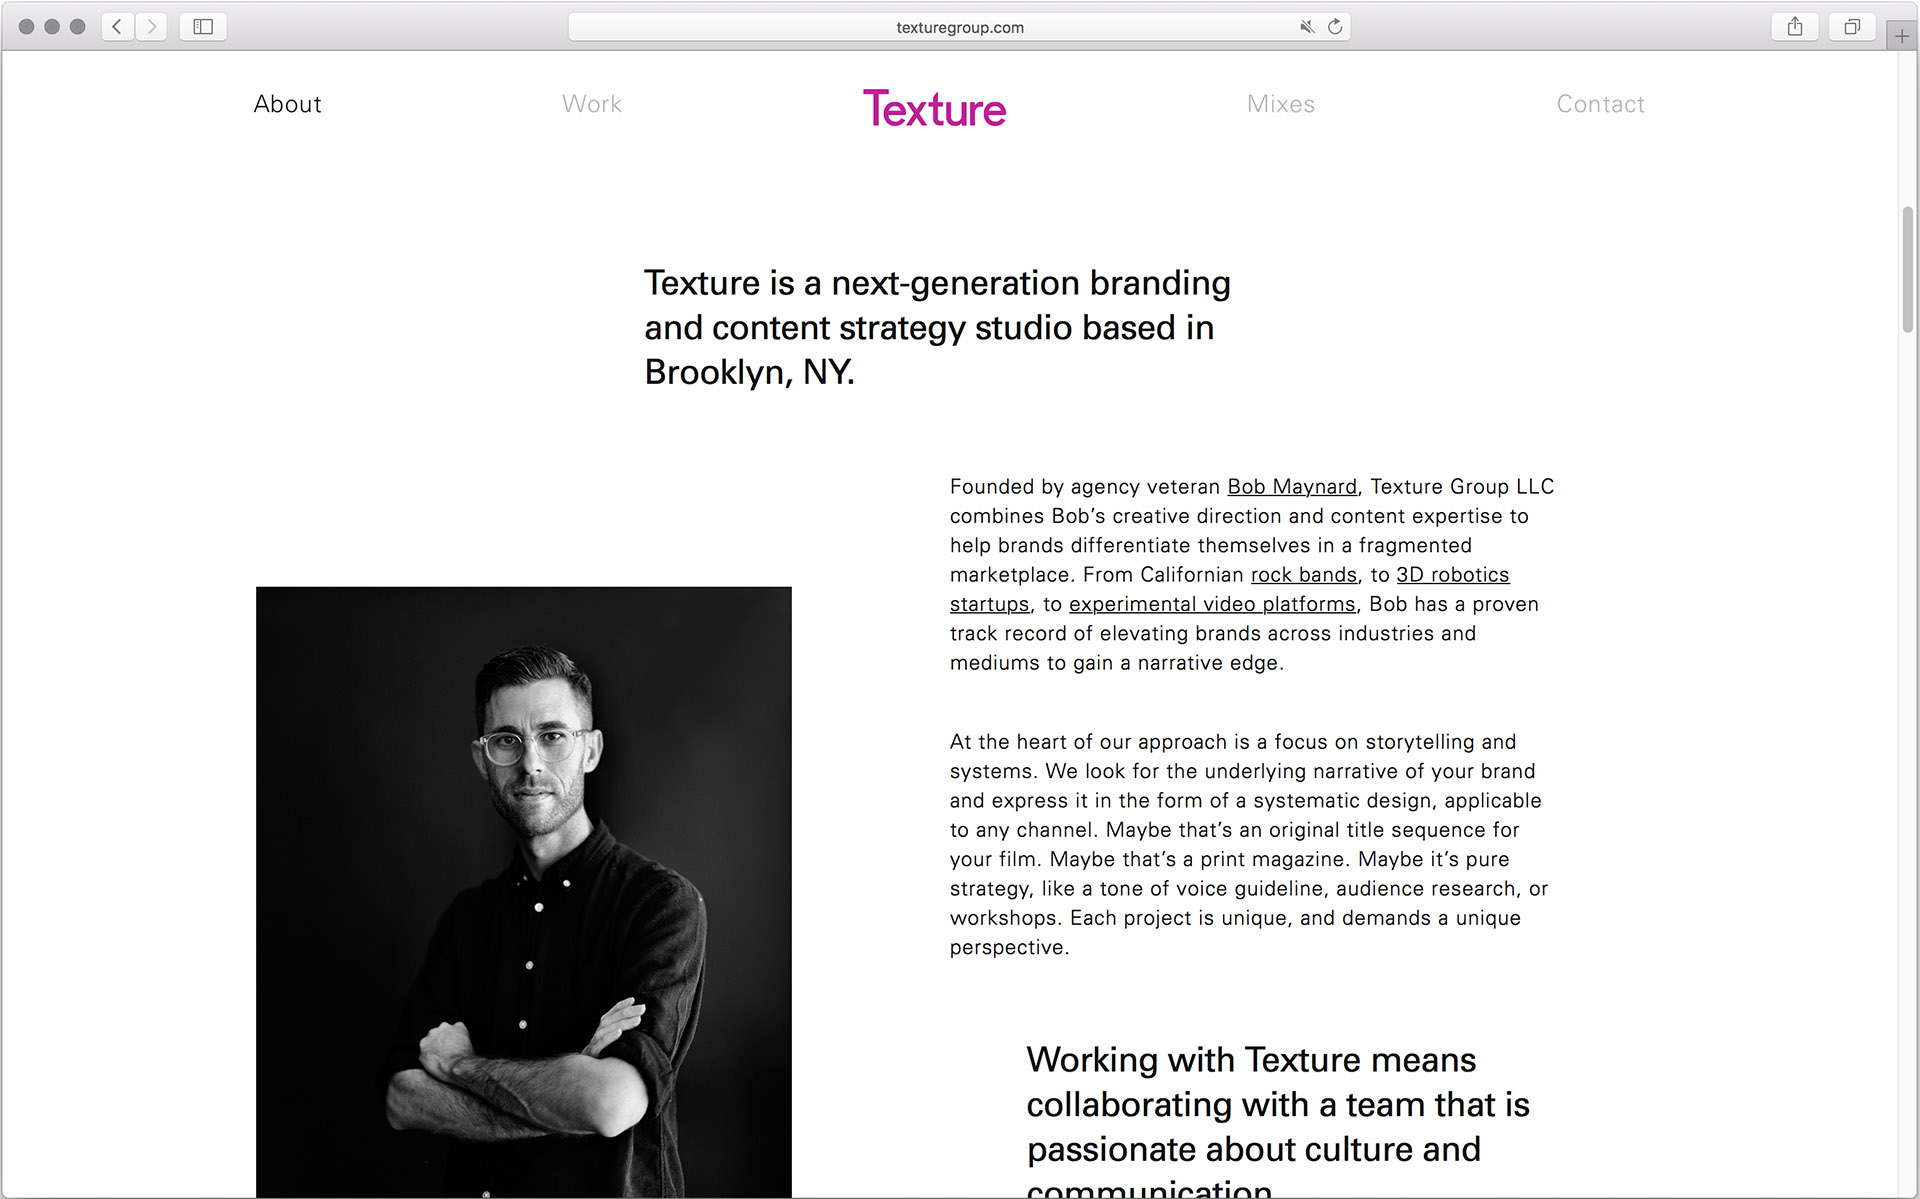 texturegroup.com
About
Work
Texture
Mixes
Contact
Texture is a next-generation branding
and content strategy studio based in
Brooklyn, NY.
Founded by agency veteran Bob Maynard, Texture Group LLC
combines Bob’s creative direction and content expertise to
help brands differentiate themselves in a fragmented
marketplace. From Californian rock bands, to 3D robotics
startups, to experimental video platforms, Bob has a proven
track record of elevating brands across industries and
mediums to gain a narrative edge.
At the heart of our approach is a focus on storytelling and
systems. We look for the underlying narrative of your brand
and express it in the form of a systematic design, applicable
to any channel. Maybe that’s an original title sequence for
your film. Maybe that’s a print magazine. Maybe it’s pure
strategy, like a tone of voice guideline, audience research, or
workshops. Each project is unique, and demands a unique
perspective.
Working with Texture means
collaborating with a team that is
passionate about culture and
communication